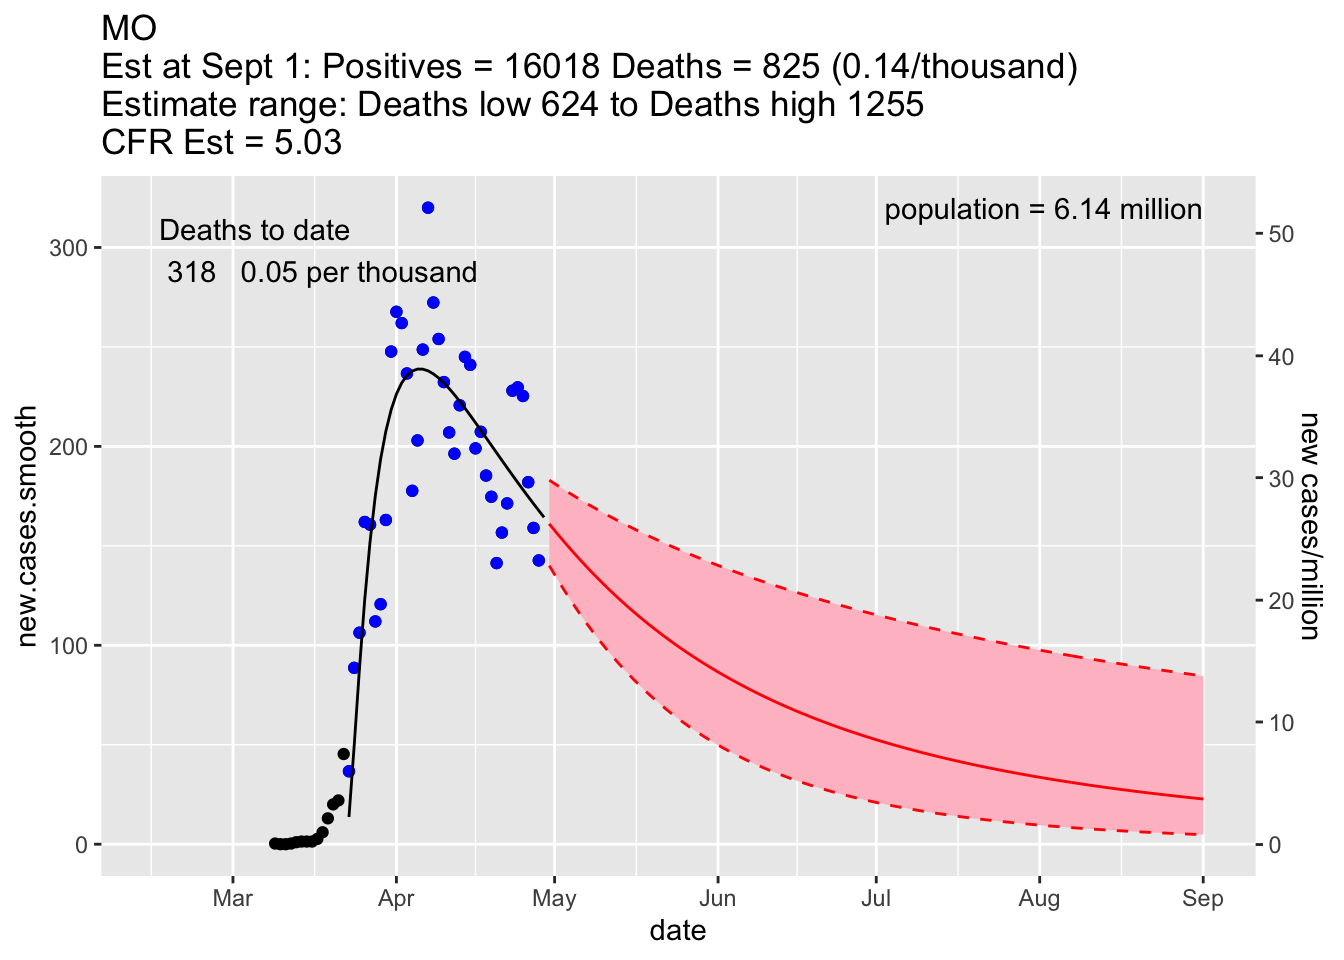 MO
Est at Sept 1: Positives = 16018 Deaths = 825 (0.14/thousand)
Estimate range: Deaths low 624 to Deaths high 1255
CFR Est = 5.03
Deaths to date
318 0.05 per thousand
population = 6.14 million
new.cases.smooth
300
200
100
0
50
40
30
20
10
0
new cases/million
Mar Apr May Jun Jul Aug Sep
date